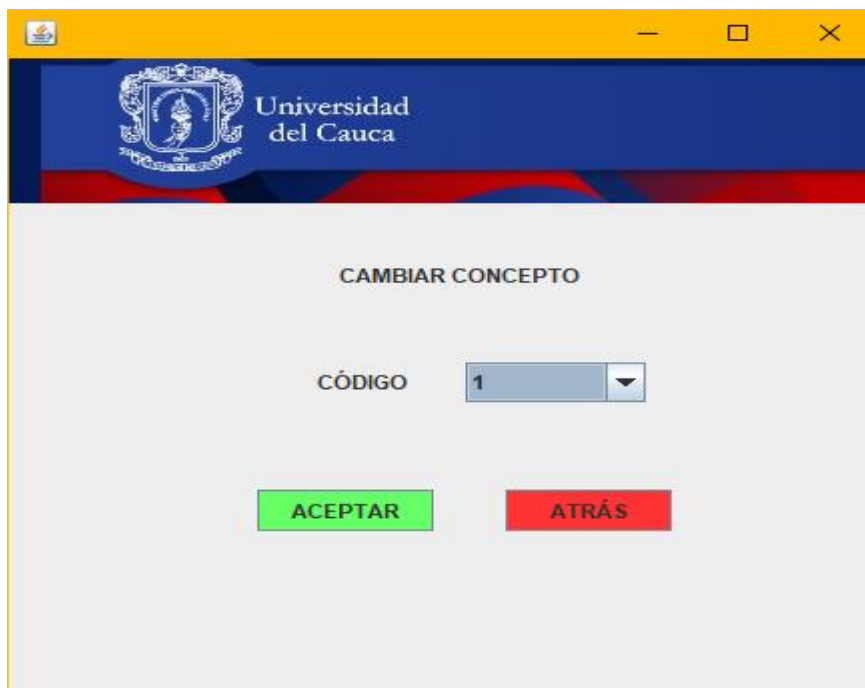 Universidad
del Cauca
CAMBIAR CONCEPTO
CÓDIGO 1
ACEPTAR ATRÁS